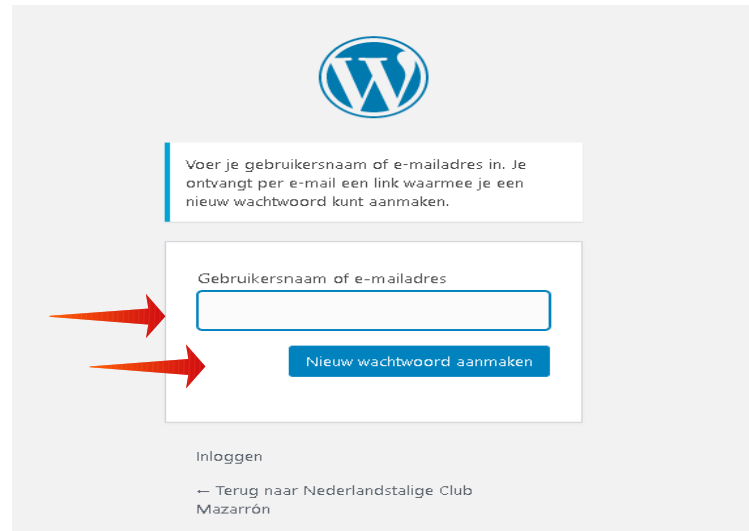 Voer je gebruikersnaam of e-mailadres in. Je
ontvangt per e-mail een link waarmee je een
nieuw wachtwoord kunt aanmaken.
Gebruikersnaam of e-mailadres
Nieuw wachtwoord aanmaken
Inloggen
← Terug naar Nederlandstalige Club
Mazarrón